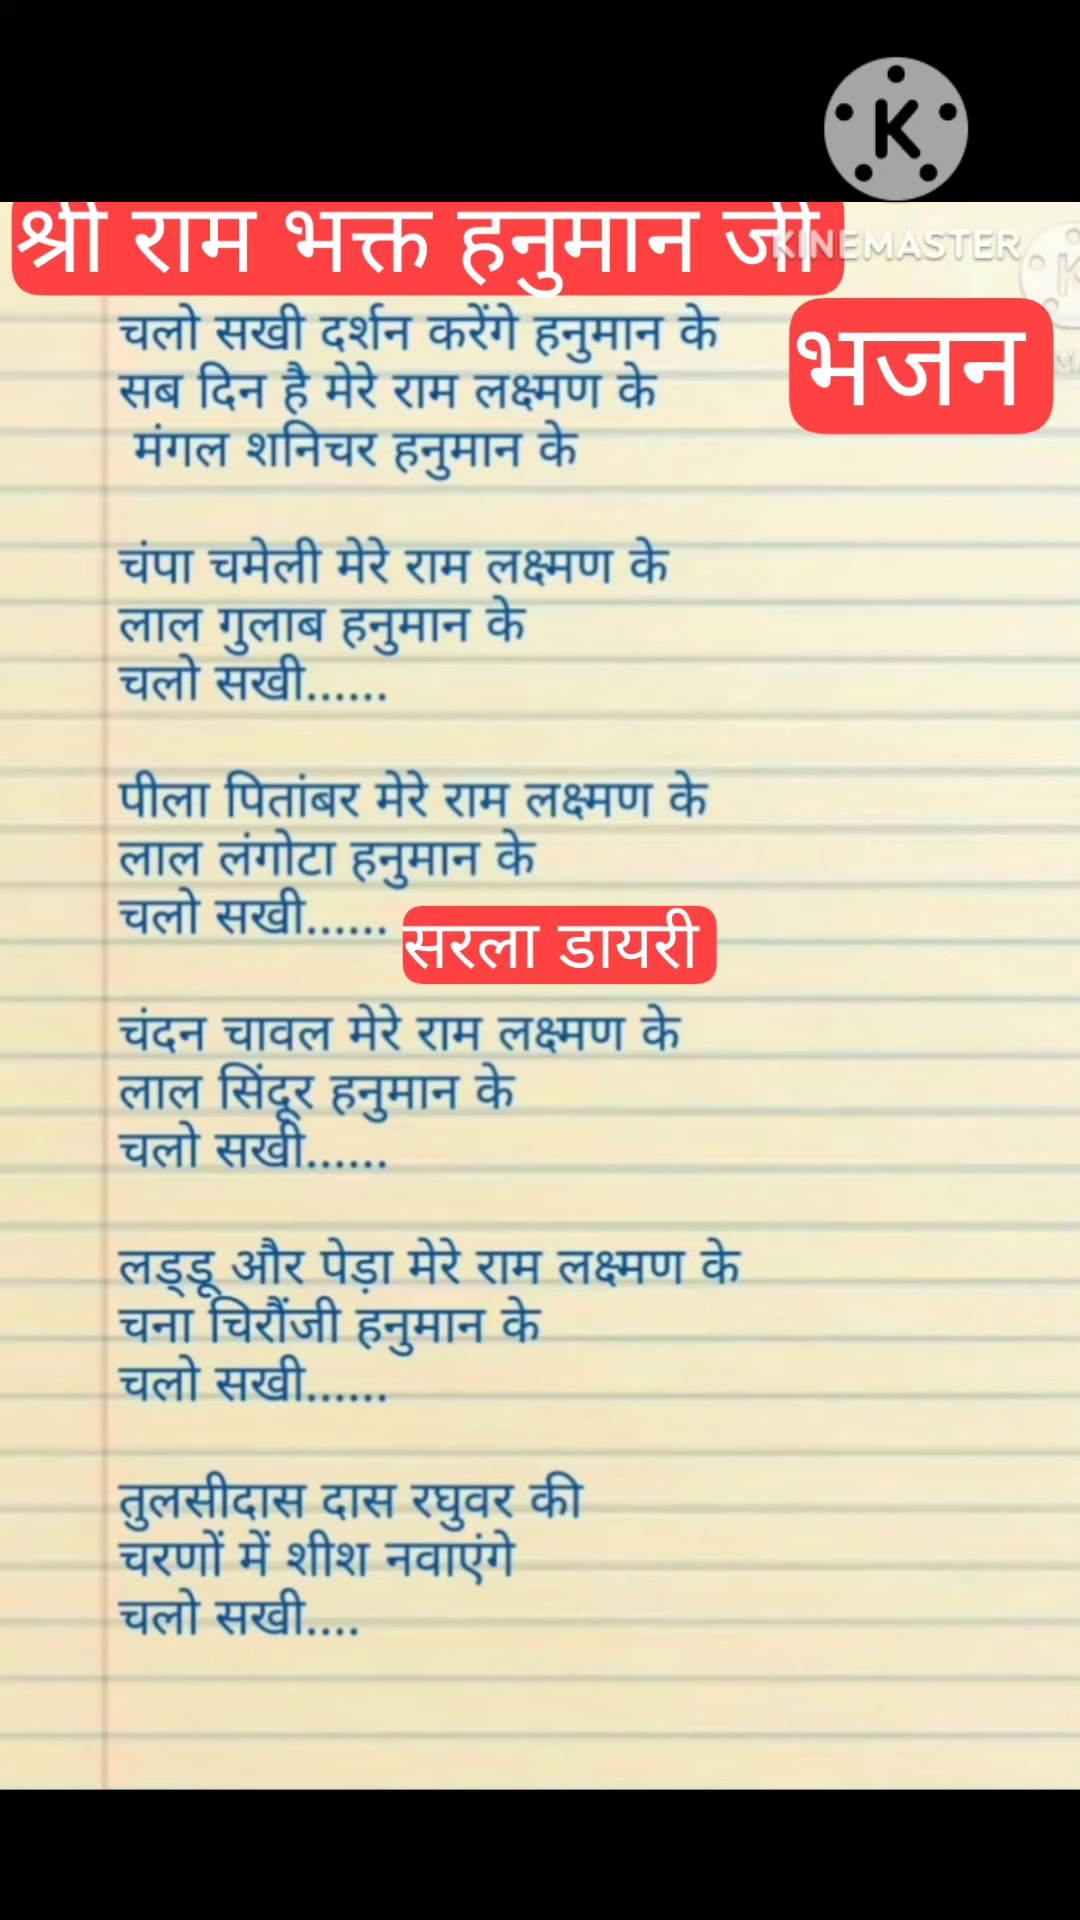 श्री राम भक्त हनुमान जी
KINEMASTER
भजन
चलो सखी दर्शन करेंगे हनुमान के
सब दिन है मेरे राम लक्ष्मण के
मंगल शनिचर हनुमान के
चंपा चमेली मेरे राम लक्ष्मण के
लाल गुलाब हनुमान के
चलो सखी......
पीला पितांबर मेरे राम लक्ष्मण के
लाल लंगोटा हनुमान के
चलो सखी......
सरला डायरी
चंदन चावल मेरे राम लक्ष्मण के
लाल सिंदूर हनुमान के
चलो सखी......
लड्डू और पेड़ा मेरे राम लक्ष्मण के
चना चिरौंजी हनुमान के
चलो सखी......
तुलसीदास दास रघुवर की
चरणों में शीश नवाएंगे
चलो सखी....